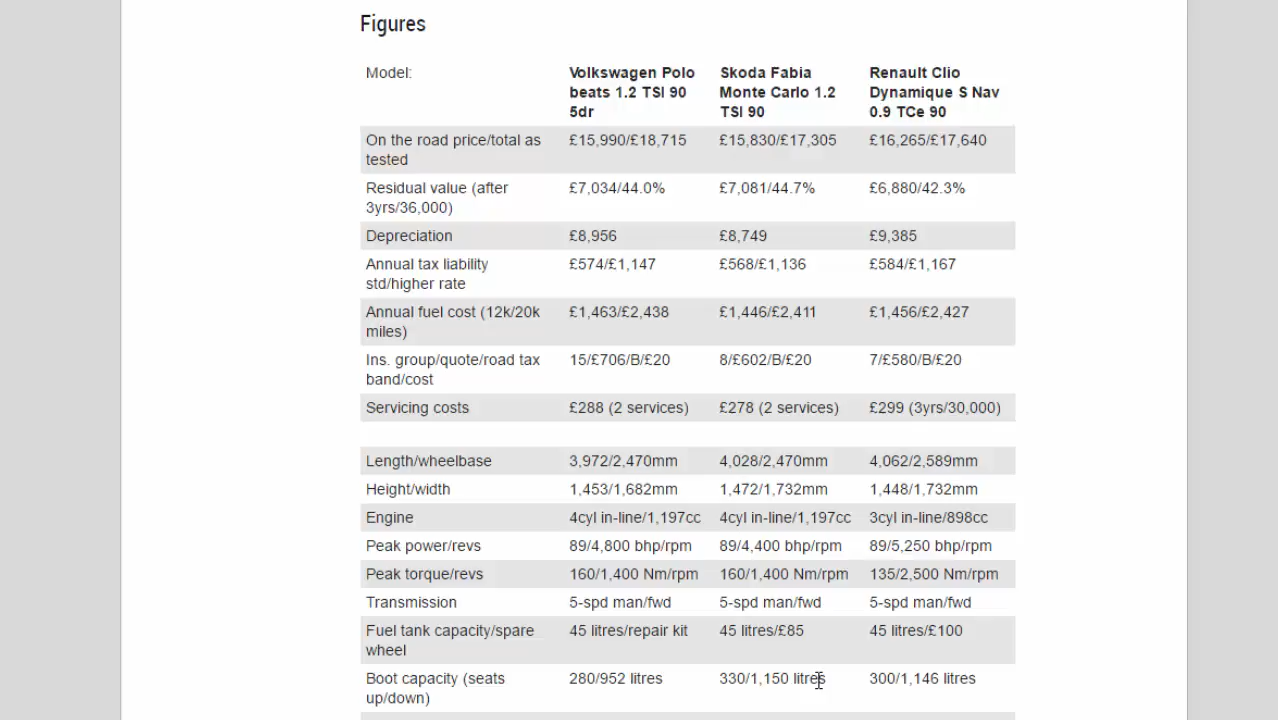 Figures
Model: Volkswagen Polo Skoda Fabia Renault Clio
beats 1.2 TSI 90 Monte Carlo 1.2 Dynamique S Nav
5dr TSI 90 0.9 TCe 90
On the road price/total as £15,990/£18,715 £15,830/£17,305 £16,265/£17,640
tested
Residual value (after £7,034/44.0% £7,081/44.7% £6,880/42.3%
3yrs/36,000)
Depreciation £8,956 £8,749 £9,385
Annual tax liability £574/£1,147 £568/£1,136 £584/£1,167
std/higher rate
Annual fuel cost (12k/20k £1,463/£2,438 £1,446/£2,411 £1,456/£2,427
miles)
Ins. group/quote/road tax 15/£706/B/£20 8/£602/B/£20 7/£580/B/£20
band/cost
Servicing costs £288 (2 services) £278 (2 services) £299 (3yrs/30,000)
Length/wheelbase 3,972/2,470mm 4,028/2,470mm 4,062/2,589mm
Height/width 1,453/1,682mm 1,472/1,732mm 1,448/1,732mm
Engine 4cyl in-line/1,197cc 4cyl in-line/1,197cc 3cyl in-line/898cc
Peak power/revs 89/4,800 bhp/rpm 89/4,400 bhp/rpm 89/5,250 bhp/rpm
Peak torque/revs 160/1,400 Nm/rpm 160/1,400 Nm/rpm 135/2,500 Nm/rpm
Transmission 5-spd man/fwd 5-spd man/fwd 5-spd man/fwd
Fuel tank capacity/spare 45 litres/repair kit 45 litres/£85 45 litres/£100
wheel
Boot capacity (seats 280/952 litres 330/1,150 litres 300/1,146 litres
up/down)